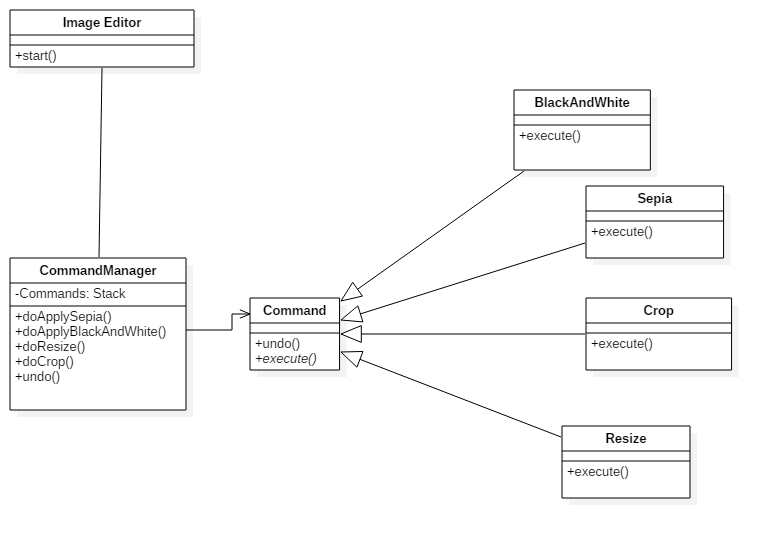 Image Editor
+start()
BlackAndWhite
+execute()
Sepia
+execute()
CommandManager
-Commands: Stack
+doApplySepia()
+doApplyBlackAndWhite()
+doResize()
+doCrop()
+undo()
Command
+undo()
+execute()
Crop
+execute()
Resize
+execute()